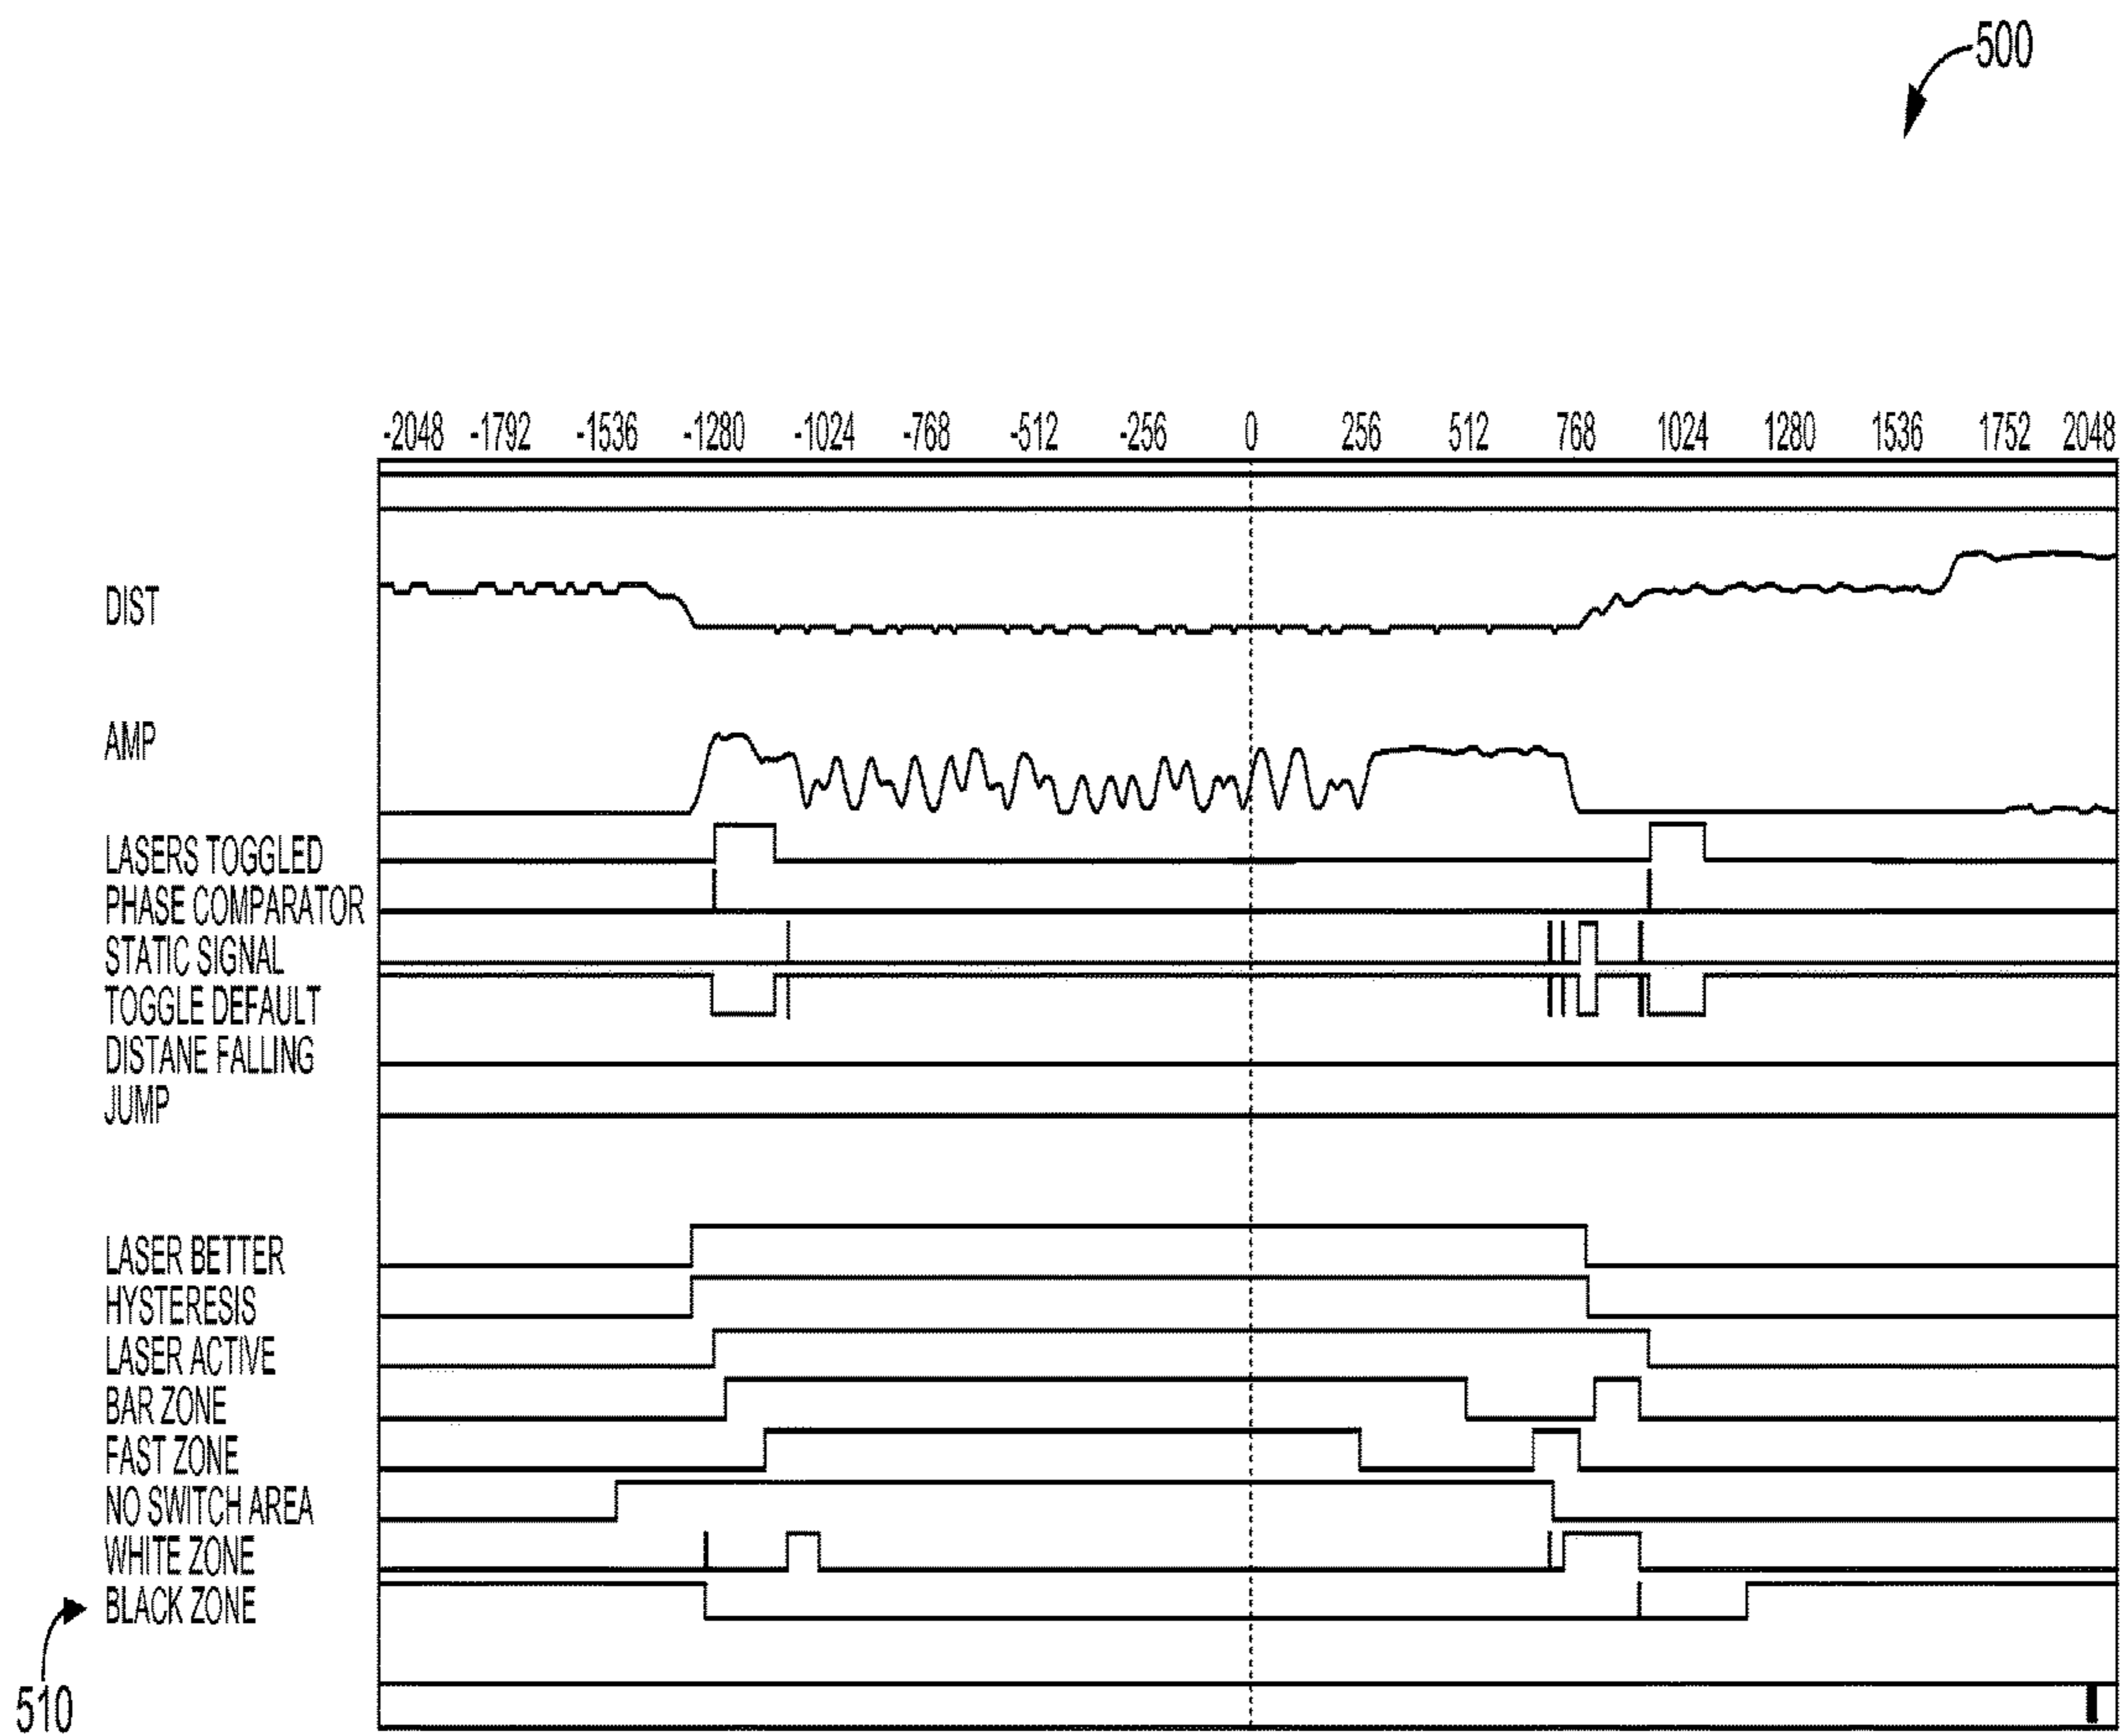 500
-2048 -1792 -1536 -1280 -1024 -768 -512 -256 0 256 512 768 1024 1280 1536 1752 2048
DIST
AMP
LASERS TOGGLED
PHASE COMPARATOR
STATIC SIGNAL
TOGGLE DEFAULT
DISTANE FALLING
JUMP
LASER BETTER
HYSTERESIS
LASER ACTIVE
BAR ZONE
FAST ZONE
NO SWITCH AREA
WHITE ZONE
BLACK ZONE
510